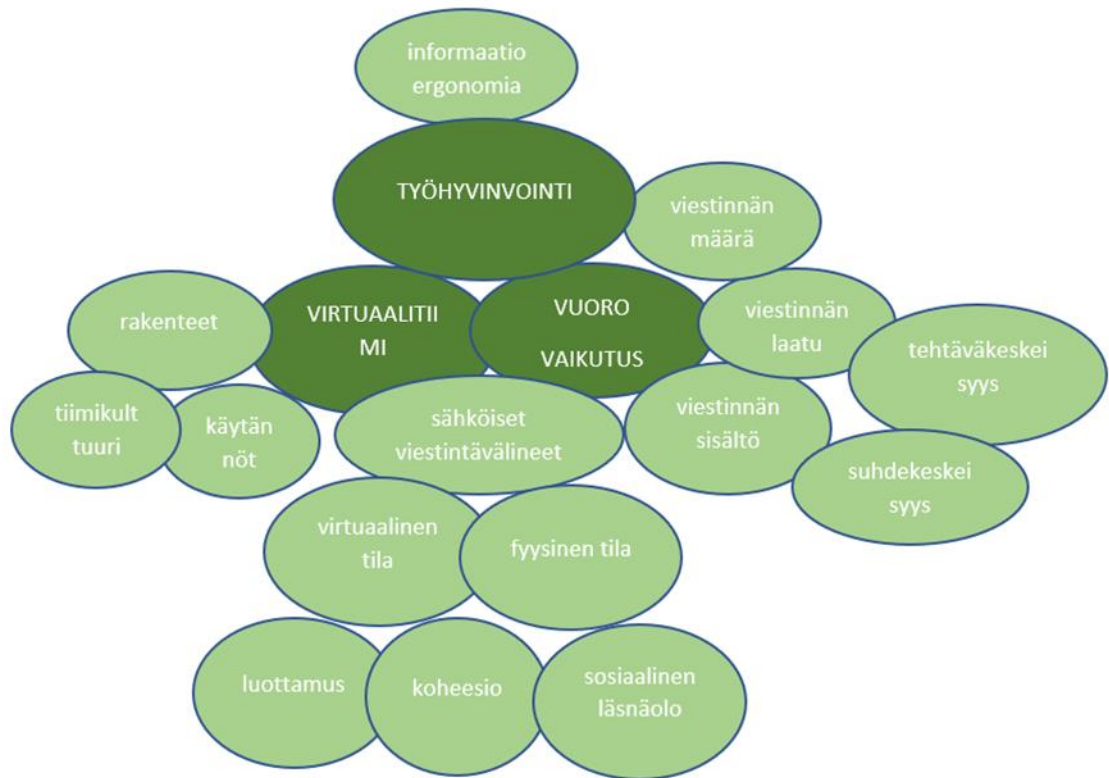 informaatio
ergonomia
TYÖHYVINVOINTI
viestinnän
määrä
rakenteet
VIRTUAALITII
MI
VUORO
VAIKUTUS
viestinnän
laatu
tehtäväkeskei
syys
tiimikult
tuuri
käytän
nöt
sähköiset
viestintävälineet
viestinnän
sisältö
suhdekeskei
syys
virtuaalinen
tila
fyysinen tila
luottamus
koheesio
sosiaalinen
läsnäolo